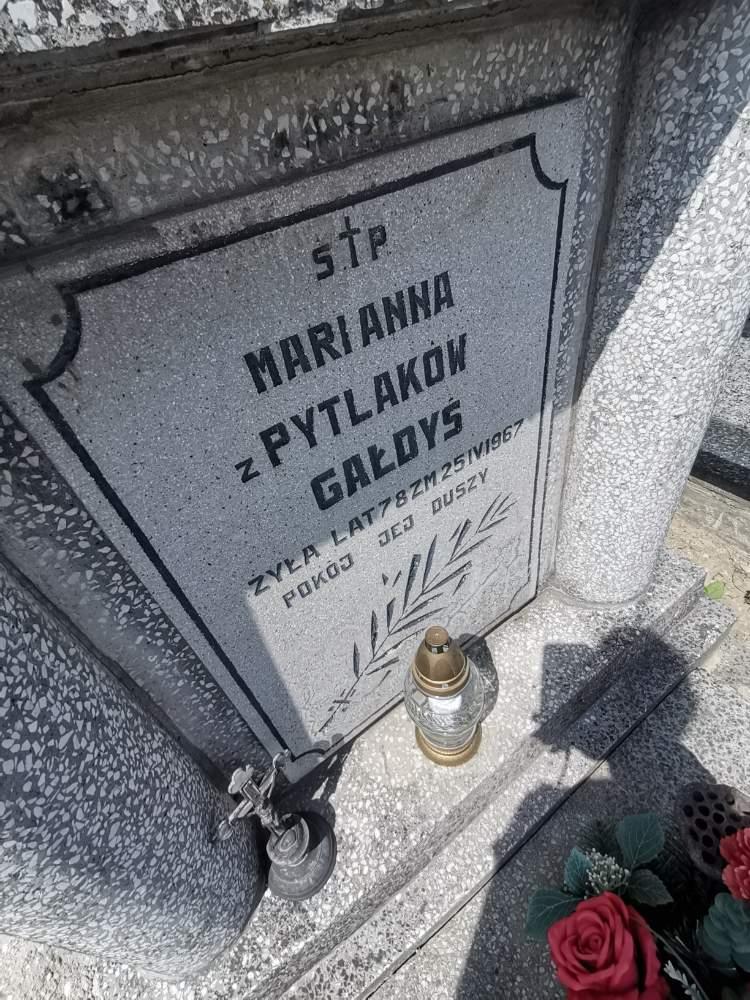 Ś.†P.
MARIANNA
z PYTLAKÓW
GAŁDYŚ
ŻYŁA LAT 78 ZM. 25 IV 1967
POKÓJ JEJ DUSZY